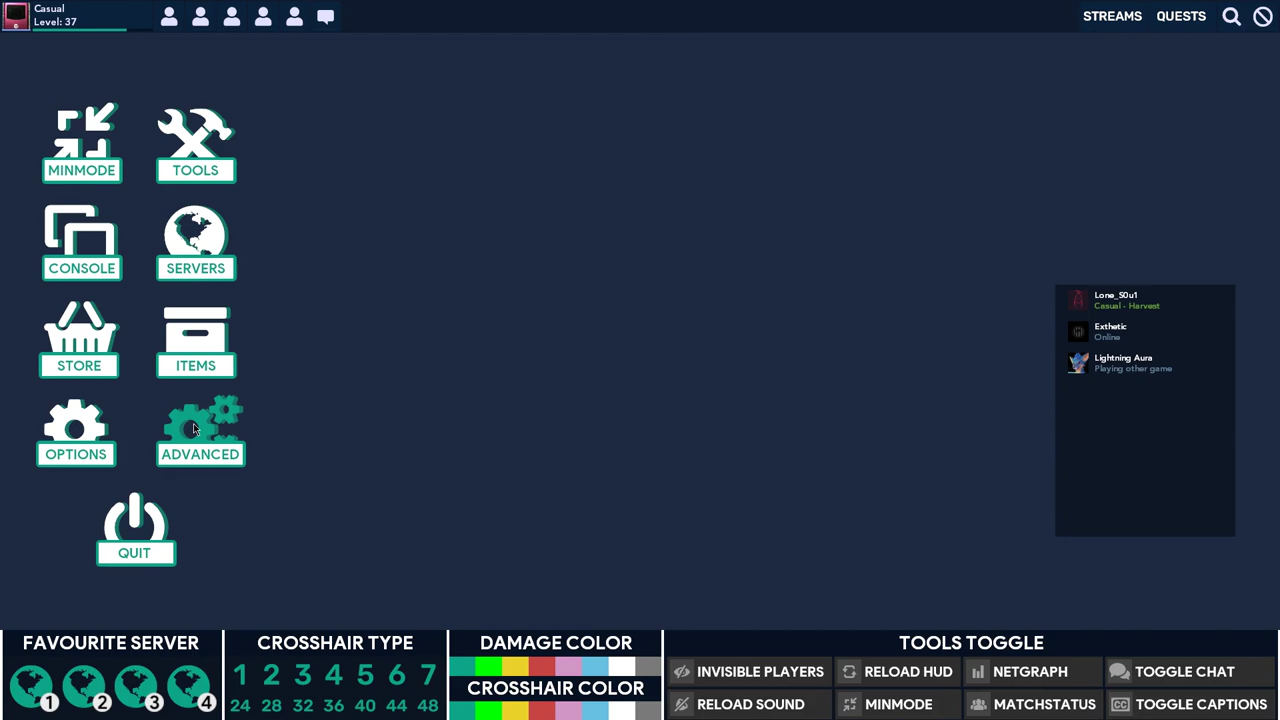 Casual
Level: 37
STREAMS QUESTS
MINMODE TOOLS
CONSOLE SERVERS
STORE ITEMS
OPTIONS ADVANCED
QUIT
Lone_S0u1
Casual - Harvest
Exthetic
Online
Lightning Aura
Playing other game
FAVOURITE SERVER
1 2 3 4
CROSSHAIR TYPE
1 2 3 4 5 6 7
24 28 32 36 40 44 48
DAMAGE COLOR
CROSSHAIR COLOR
TOOLS TOGGLE
INVISIBLE PLAYERS RELOAD HUD NETGRAPH TOGGLE CHAT
RELOAD SOUND MINMODE MATCHSTATUS CC TOGGLE CAPTIONS